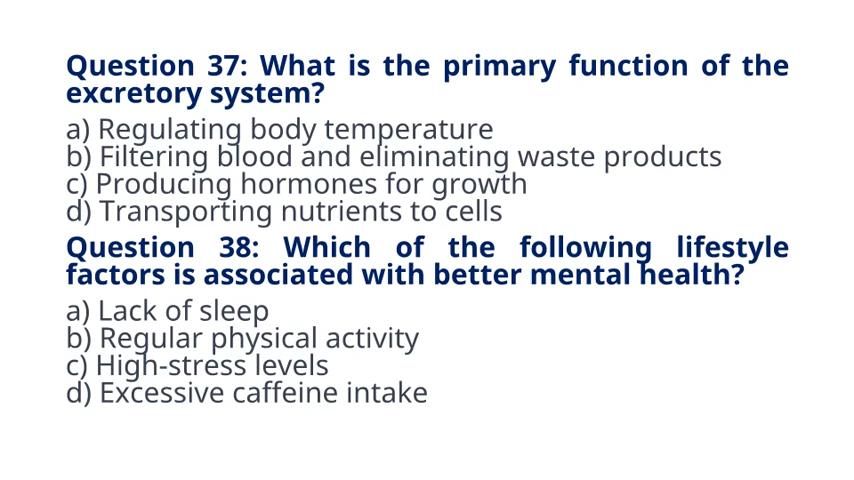 Question 37: What is the primary function of the
excretory system?
a) Regulating body temperature
b) Filtering blood and eliminating waste products
c) Producing hormones for growth
d) Transporting nutrients to cells
Question 38: Which of the following lifestyle
factors is associated with better mental health?
a) Lack of sleep
b) Regular physical activity
c) High-stress levels
d) Excessive caffeine intake